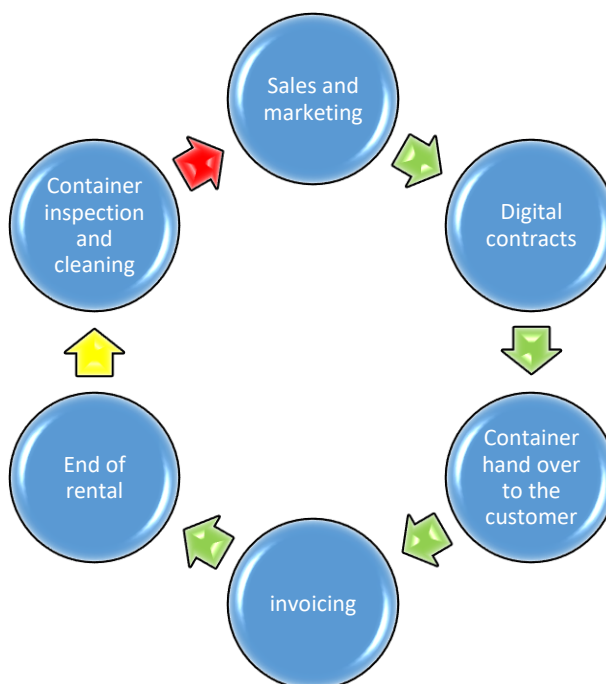 Sales and
marketing
Digital
contracts
Container
hand over
to the
customer
invoicing
End of
rental
Container
inspection
and
cleaning